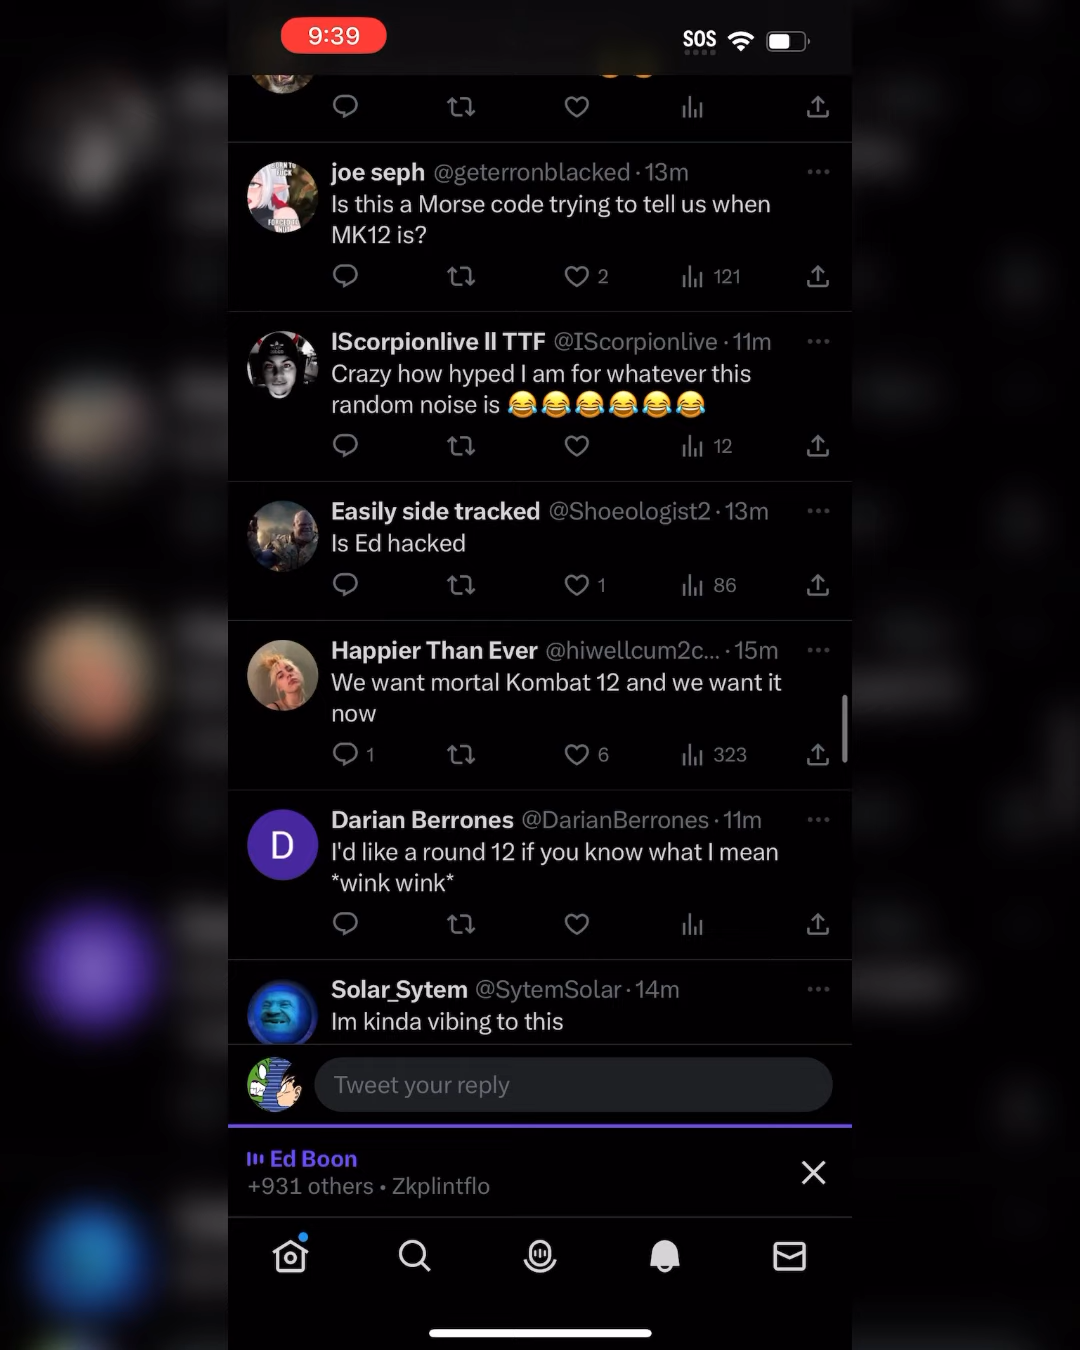 9:39
SOS
joe seph @geterronblacked · 13m
Is this a Morse code trying to tell us when
MK12 is?
2 121
IScorpionlive ll TTF @IScorpionlive · 11m
Crazy how hyped I am for whatever this
random noise is 😂😂😂😂😂😂
12
Easily side tracked @Shoeologist2 · 13m
Is Ed hacked
1 86
Happier Than Ever @hiwellcum2c... · 15m
We want mortal Kombat 12 and we want it
now
1 6 323
D
Darian Berrones @DarianBerrones · 11m
I'd like a round 12 if you know what I mean
*wink wink*
Solar_Sytem @SytemSolar · 14m
Im kinda vibing to this
Tweet your reply
Ed Boon
+931 others • Zkplintflo